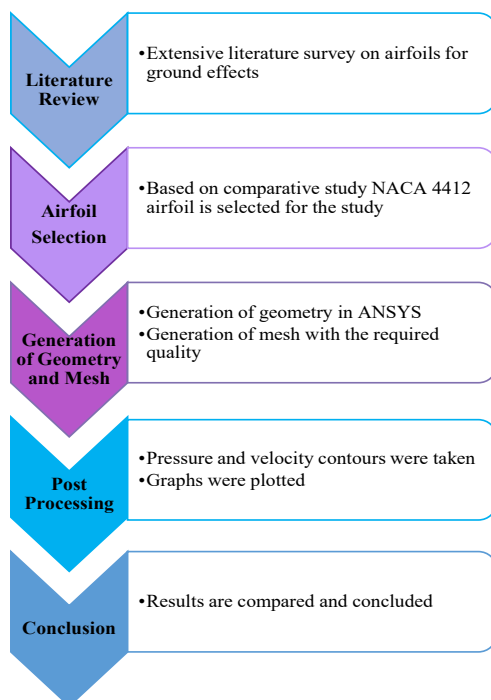 Literature
Review
•Extensive literature survey on airfoils for
ground effects
Airfoil
Selection
•Based on comparative study NACA 4412
airfoil is selected for the study
Generation
of Geometry
and Mesh
•Generation of geometry in ANSYS
•Generation of mesh with the required
quality
Post
Processing
•Pressure and velocity contours were taken
•Graphs were plotted
Conclusion
•Results are compared and concluded